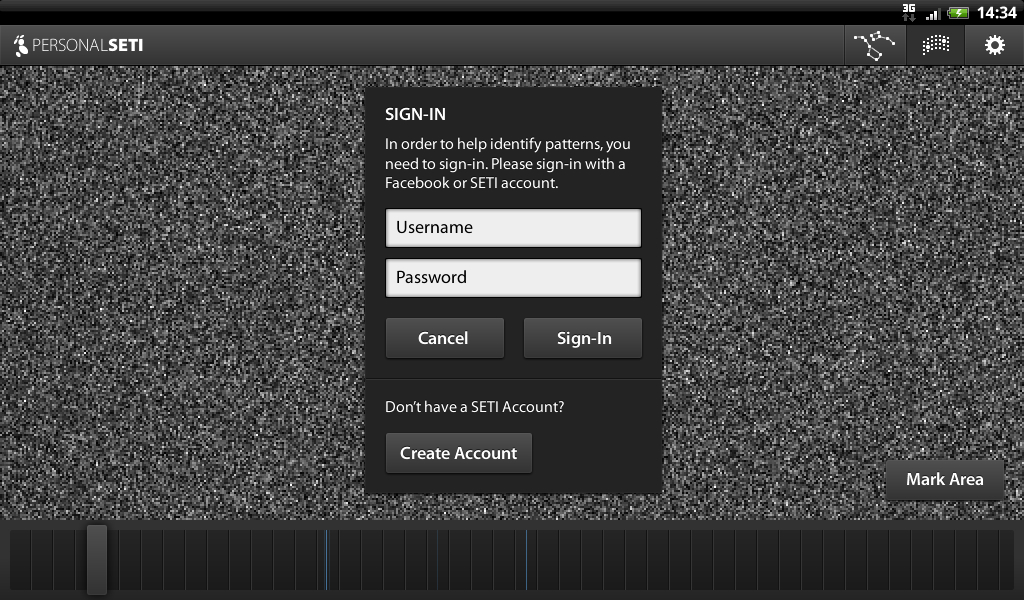 3G 14:34
PERSONALSETI
SIGN-IN
In order to help identify patterns, you
need to sign-in. Please sign-in with a
Facebook or SETI account.
Username
Password
Cancel Sign-In
Don't have a SETI Account?
Create Account
Mark Area